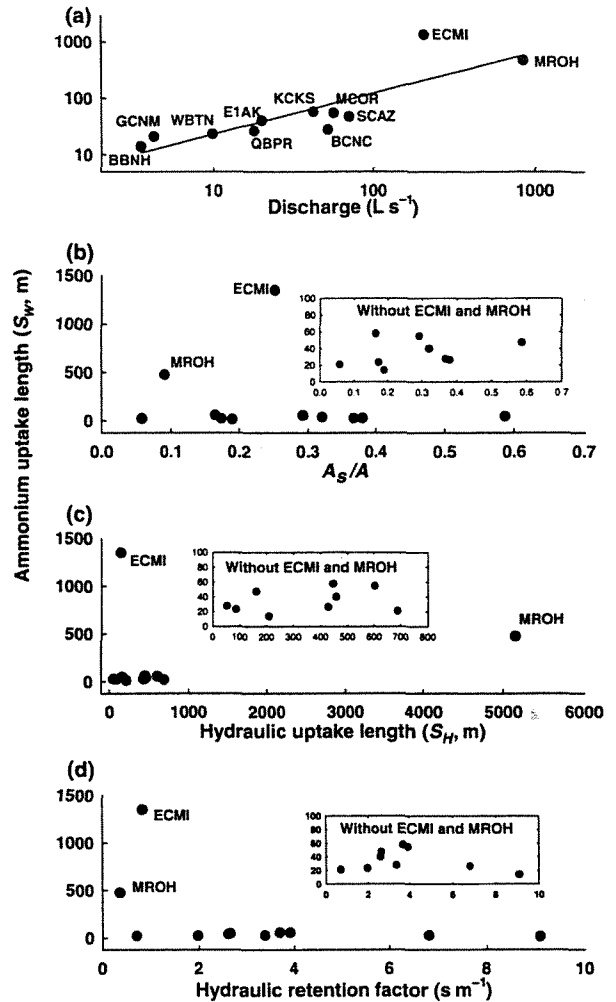 (a)
1000
100
10
ECMI
MROH
KCKS
MCOR
E1AK
SCAZ
GCNM
WBTN
QBPR
BCNC
BBNH
10
100
1000
Discharge (L s⁻¹)
Ammonium uptake length (Sw, m)
(b)
1500
1000
500
0
ECMI
MROH
Without ECMI and MROH
100
80
60
40
20
0
0.0 0.1 0.2 0.3 0.4 0.5 0.6 0.7
0.0 0.1 0.2 0.3 0.4 0.5 0.6 0.7
As/A
(c)
1500
1000
500
0
ECMI
MROH
Without ECMI and MROH
100
80
60
40
20
0
0 100 200 300 400 500 600 700 800
0 1000 2000 3000 4000 5000 6000
Hydraulic uptake length (SH, m)
(d)
1500
1000
500
0
ECMI
MROH
Without ECMI and MROH
100
80
60
40
20
0
0 2 4 6 8 10
0 2 4 6 8 10
Hydraulic retention factor (s m⁻¹)